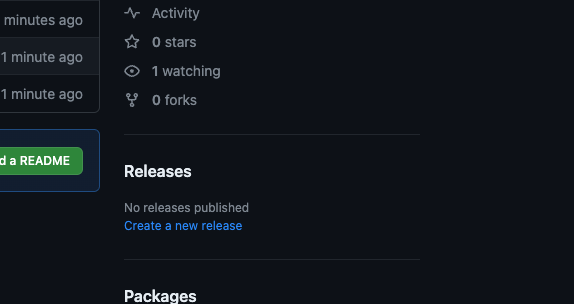 minutes ago
1 minute ago
1 minute ago
d a README
Activity
0 stars
1 watching
0 forks
Releases
No releases published
Create a new release
Packages